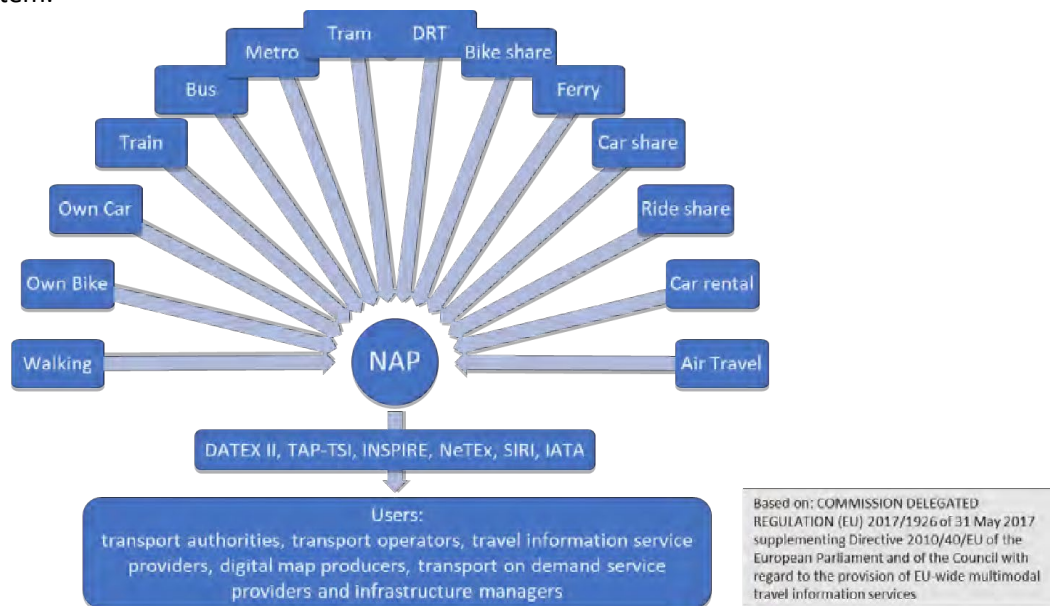 tem.
Tram
DRT
Metro
Bike share
Bus
Ferry
Train
Car share
Own Car
Ride share
Own Bike
Car rental
Walking
NAP
Air Travel
DATEX II, TAP-TSI, INSPIRE, NeTEx, SIRI, IATA
Users:
transport authorities, transport operators, travel information service
providers, digital map producers, transport on demand service
providers and infrastructure managers
Based on: COMMISSION DELEGATED
REGULATION (EU) 2017/1926 of 31 May 2017
supplementing Directive 2010/40/EU of the
European Parliament and of the Council with
regard to the provision of EU-wide multimodal
travel information services